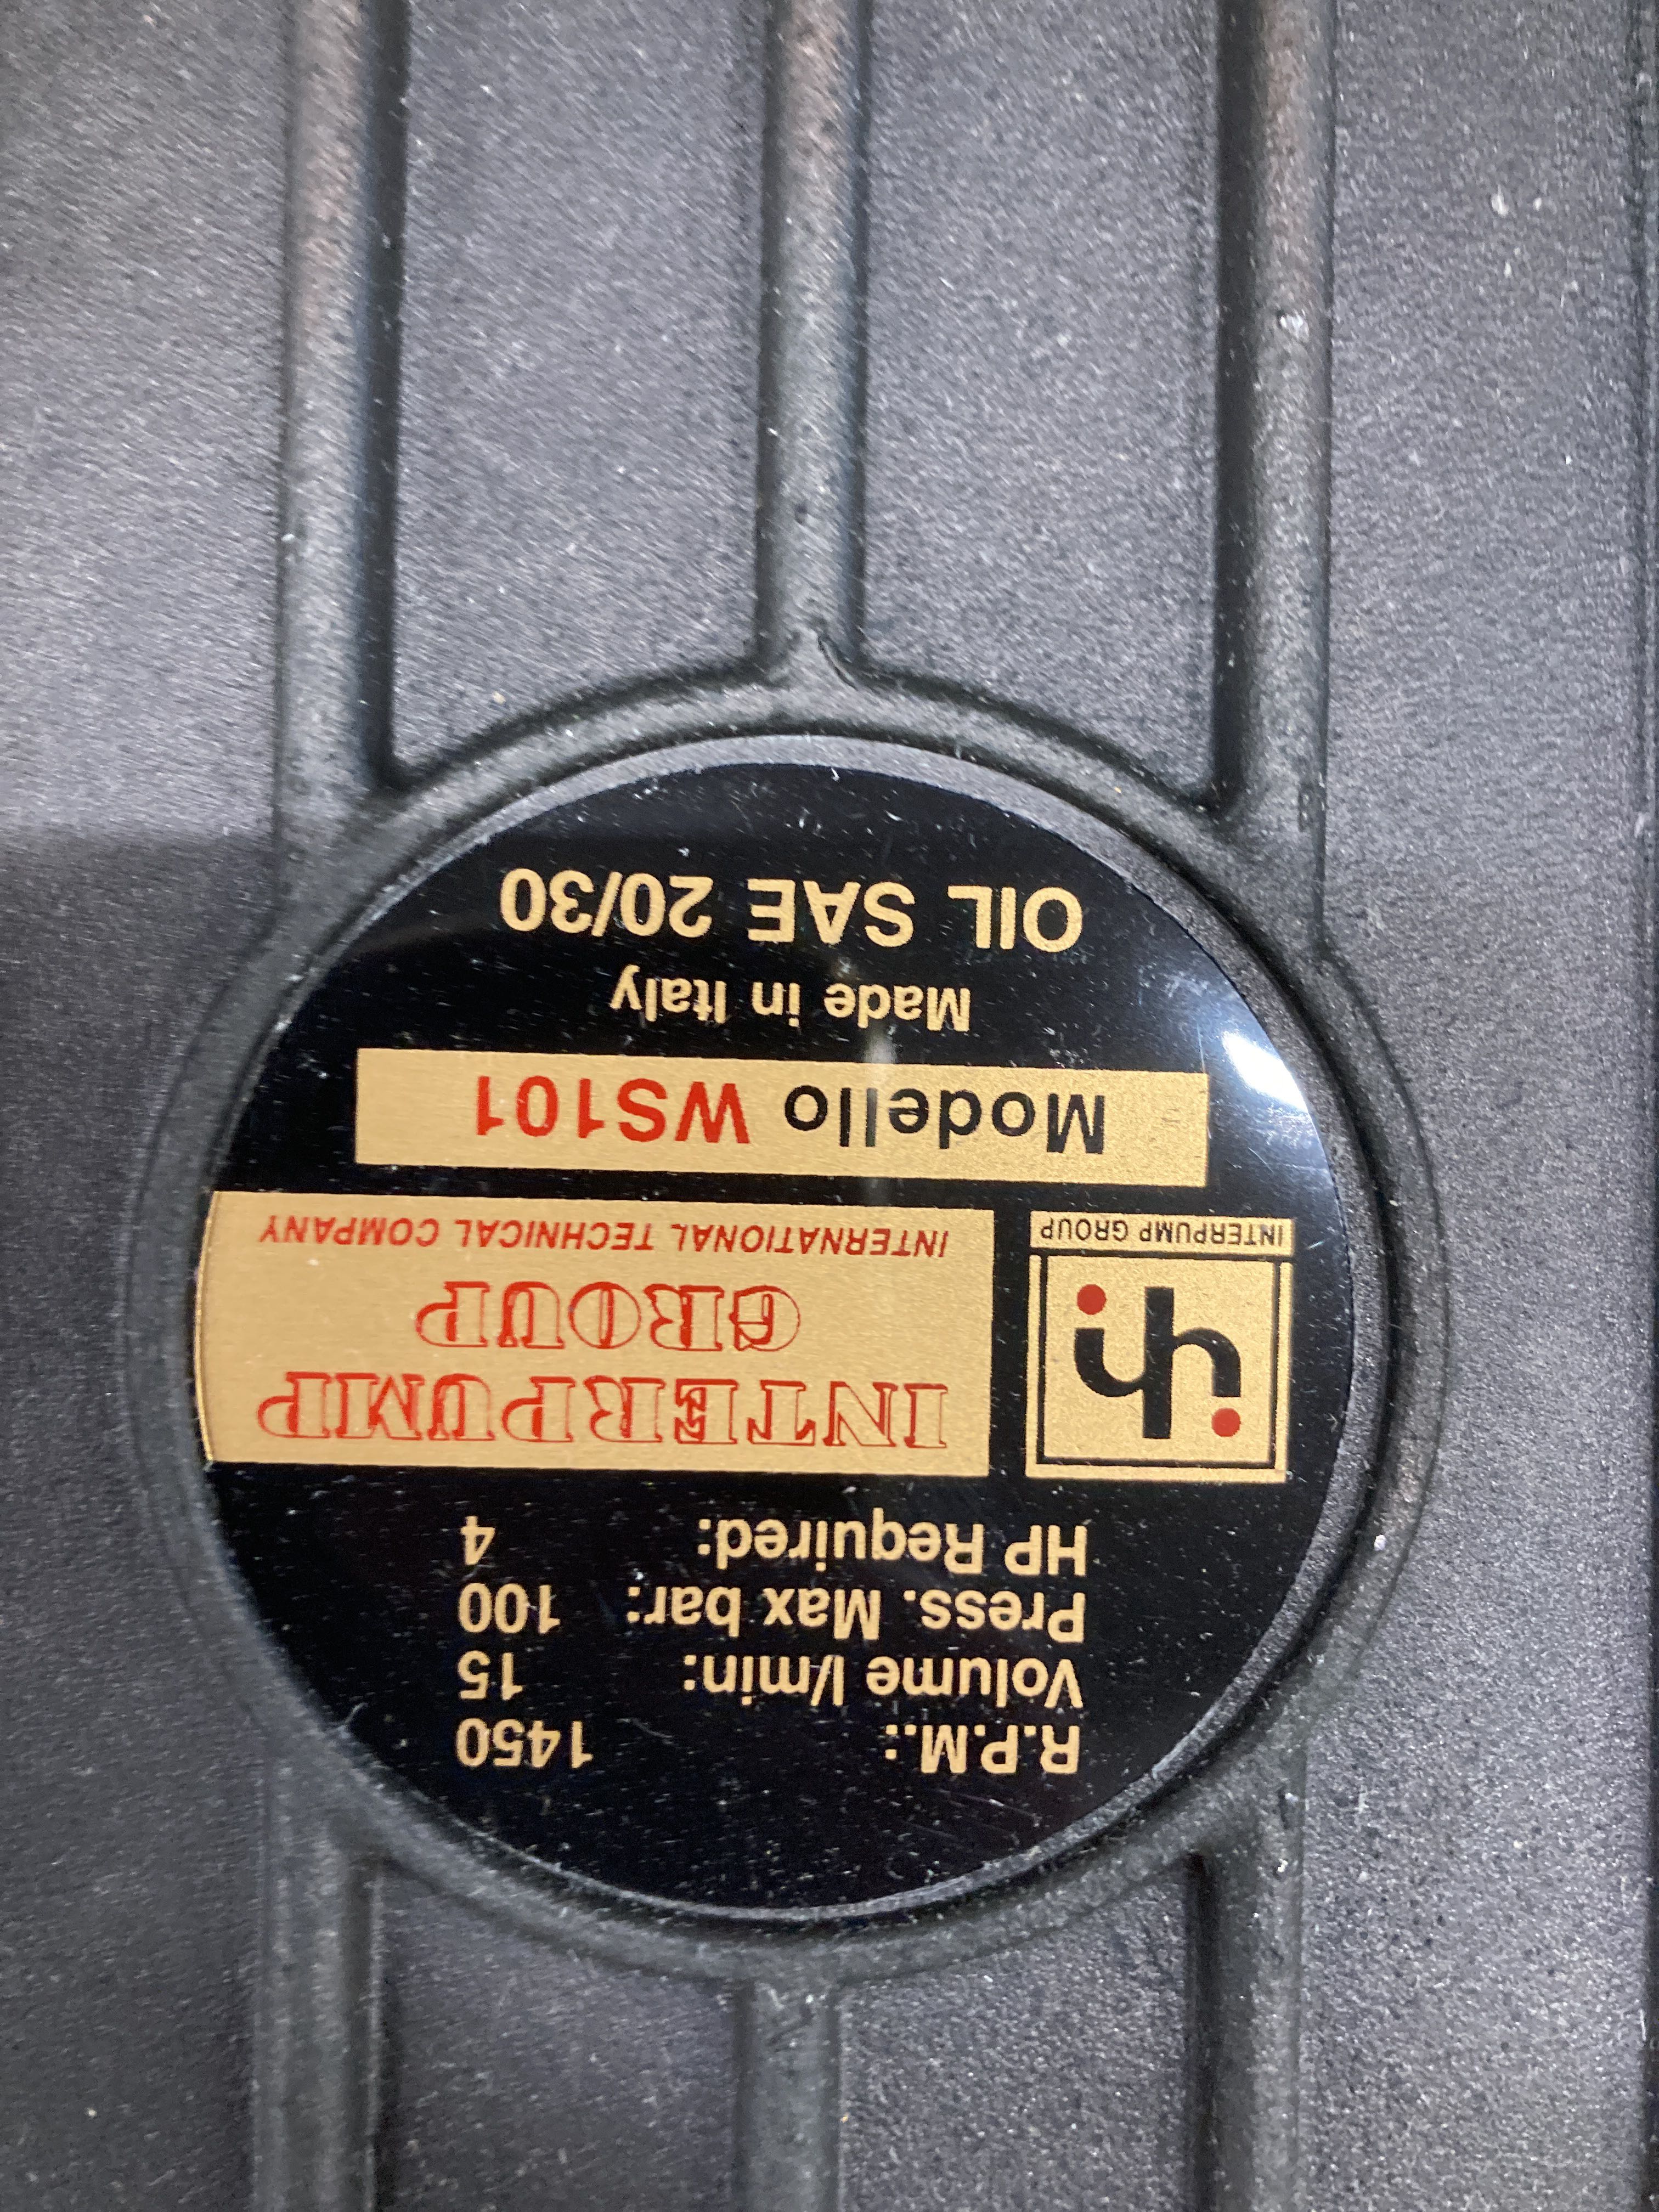 R.P.M.: 1450
Volume l/min: 15
Press. Max bar: 100
HP Required: 4
ih
INTERPUMP GROUP
INTERPUMP
GROUP
INTERNATIONAL TECHNICAL COMPANY
Modello WS101
Made in Italy
OIL SAE 20/30